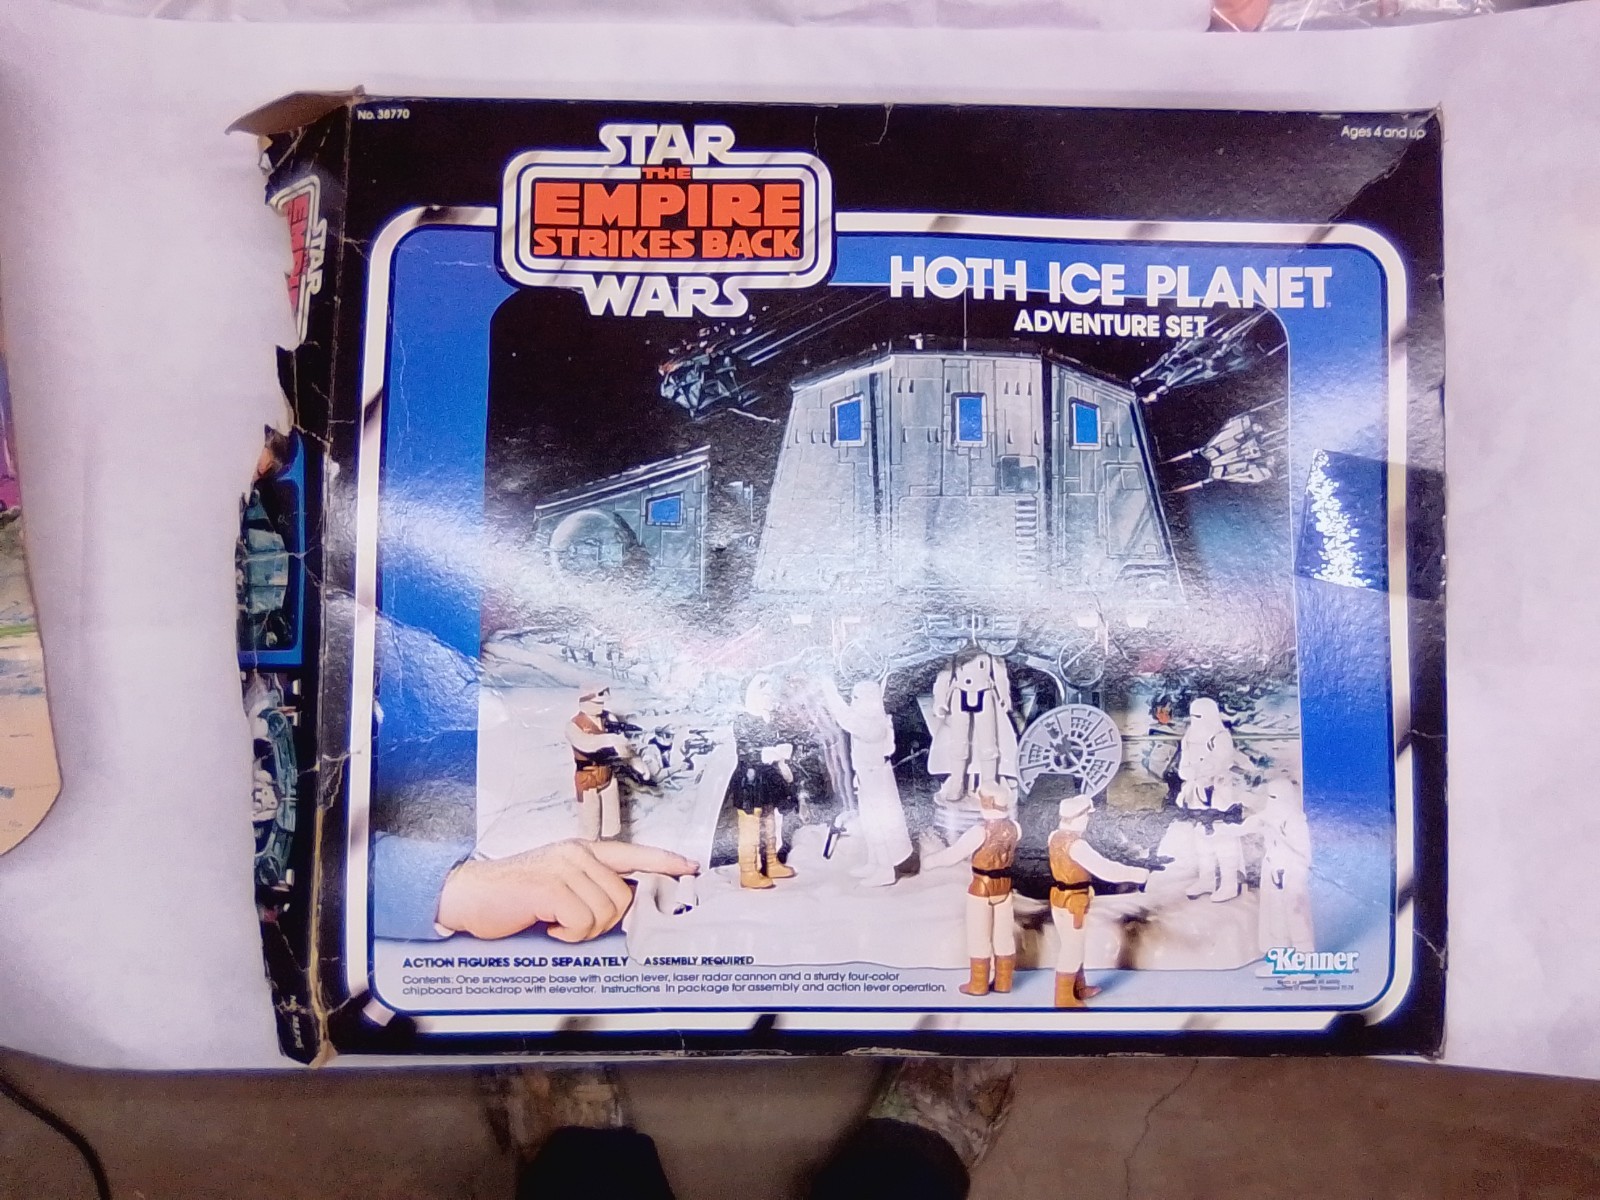 No. 38770
Ages 4 and up
STAR
THE
EMPIRE
STRIKES BACK
WARS
HOTH ICE PLANET
ADVENTURE SET
STAR
ACTION FIGURES SOLD SEPARATELY ASSEMBLY REQUIRED
Contents: One snowscape base with action lever, laser radar cannon and a sturdy four-color
chipboard backdrop with elevator. Instructions in package for assembly and action lever operation.
Kenner